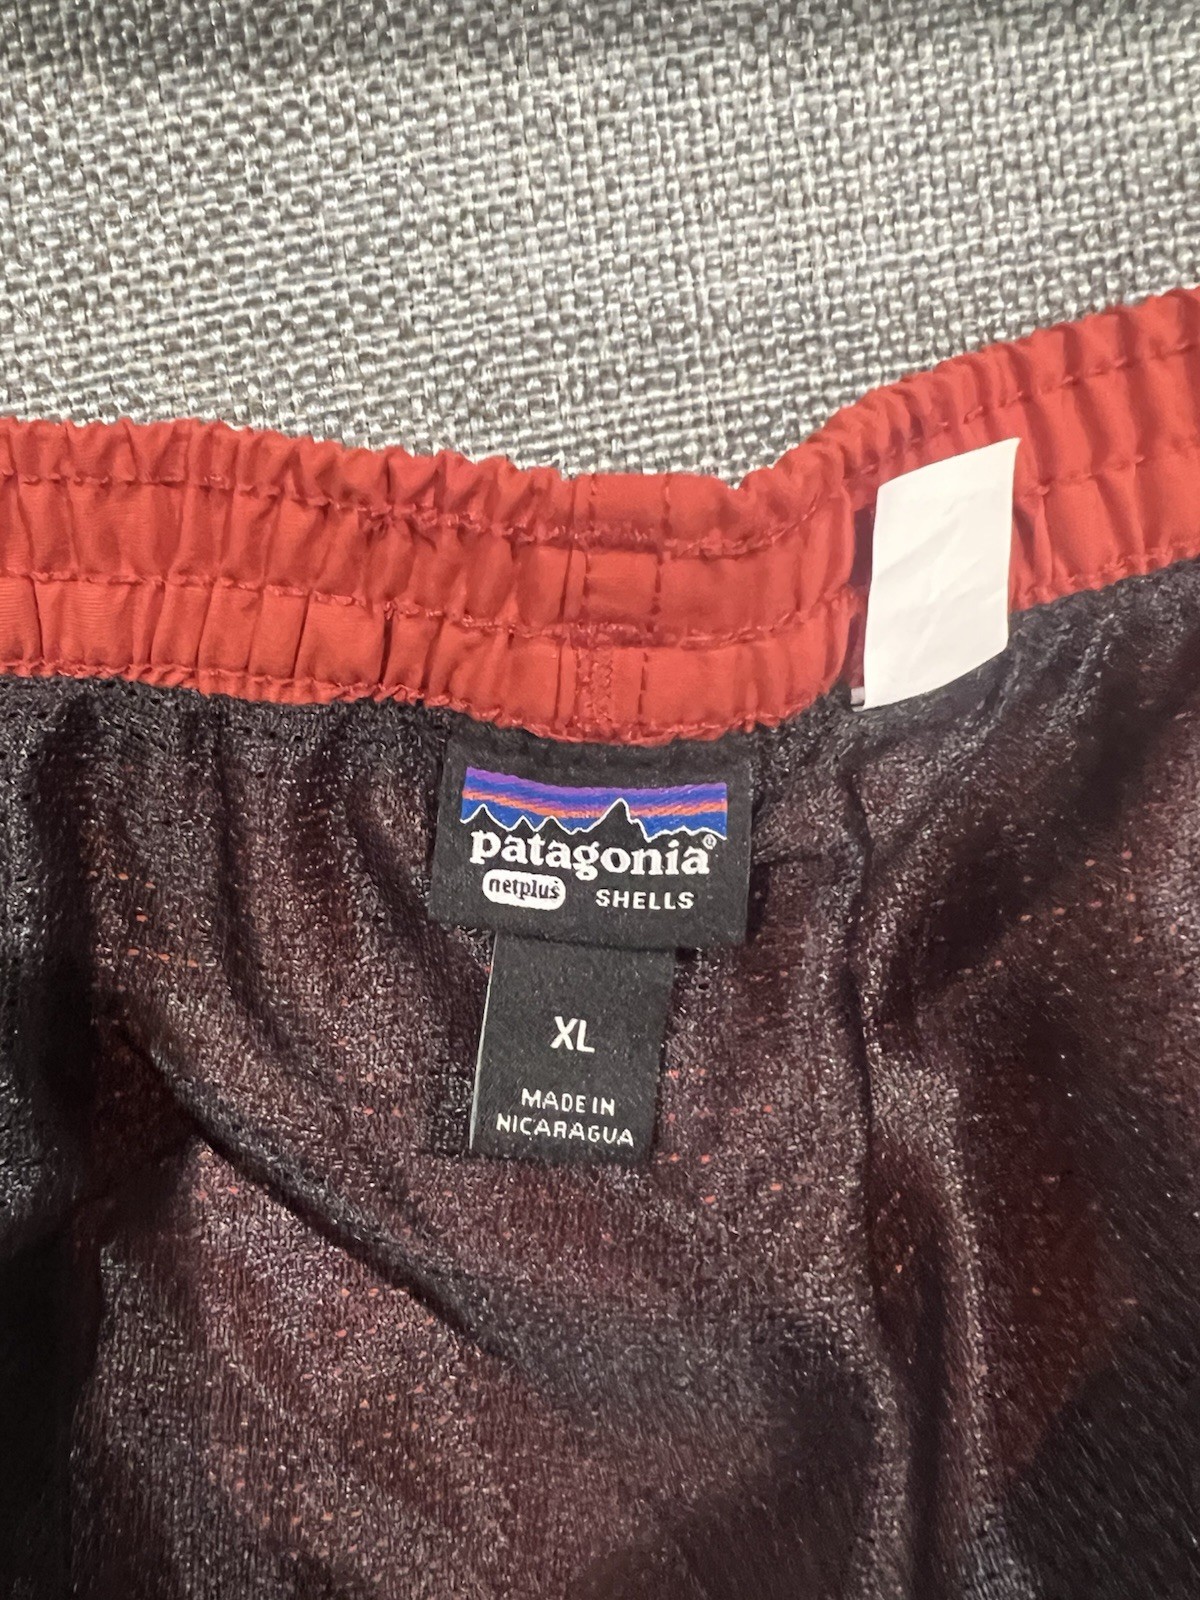 patagonia®
netplus® SHELLS
XL
MADE IN
NICARAGUA